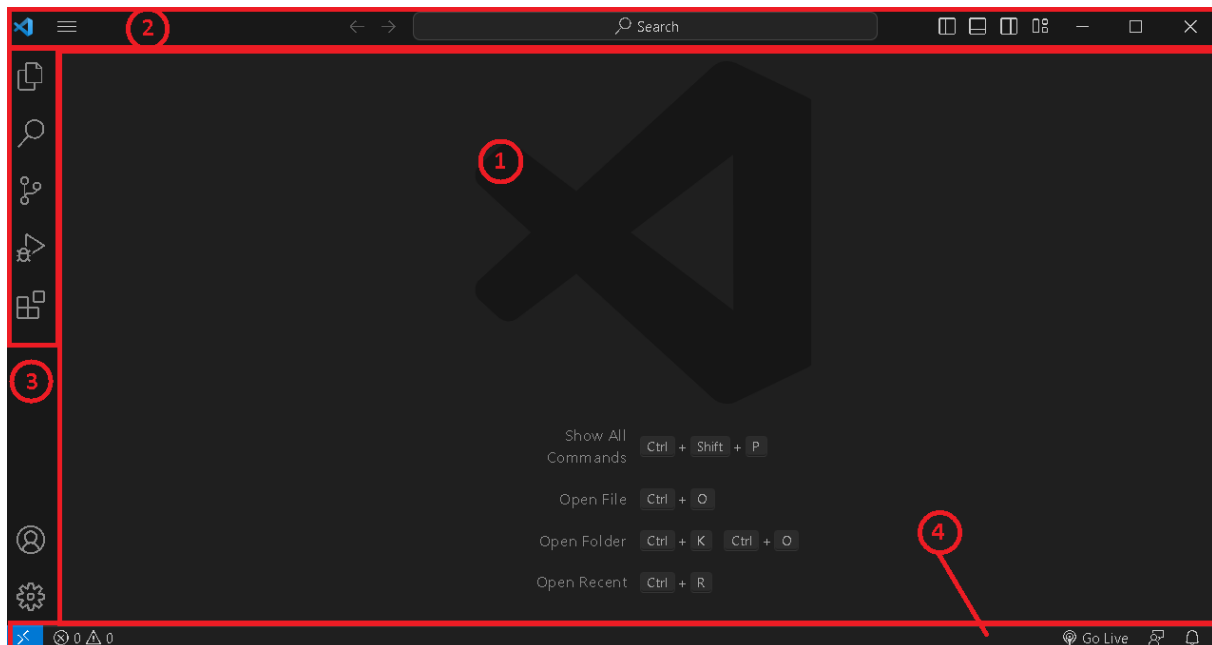 2
Search
1
3
Show All
Commands
Ctrl + Shift + P
Open File Ctrl + O
Open Folder Ctrl + K Ctrl + O
Open Recent Ctrl + R
4
0 0
Go Live